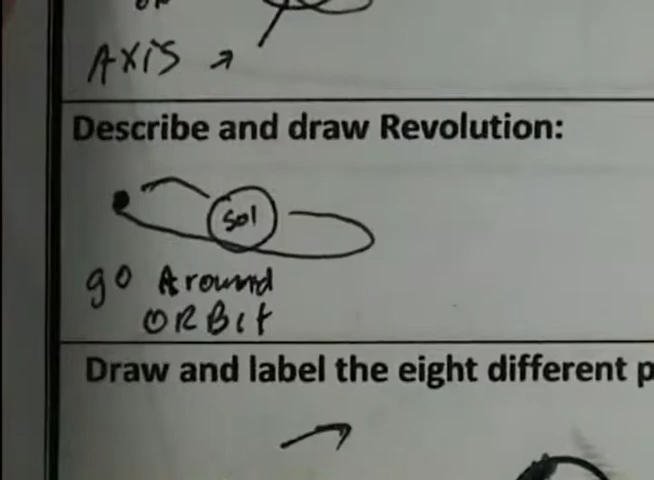 AXIS
Describe and draw Revolution:
Sol
go Around
ORBit
Draw and label the eight different p